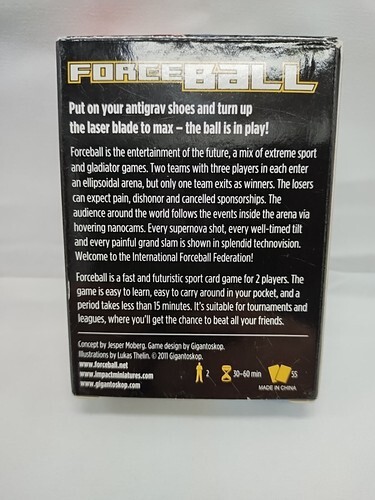 FORCEBALL
Put on your antigrav shoes and turn up
the laser blade to max – the ball is in play!
Forceball is the entertainment of the future, a mix of extreme sport
and gladiator games. Two teams with three players in each enter
an ellipsoidal arena, but only one team exits as winners. The losers
can expect pain, dishonor and cancelled sponsorships. The
audience around the world follows the events inside the arena via
hovering nanocams. Every supernova shot, every well-timed tilt
and every painful grand slam is shown in splendid technovision.
Welcome to the International Forceball Federation!
Forceball is a fast and futuristic sport card game for 2 players. The
game is easy to learn, easy to carry around in your pocket, and a
period takes less than 15 minutes. It's suitable for tournaments and
leagues, where you'll get the chance to beat all your friends.
Concept by Jesper Moberg. Game design by Gigantoskop.
Illustrations by Lukas Thelin. © 2011 Gigantoskop.
www.forceball.net
www.impactminiatures.com
www.gigantoskop.com
2 30–60 min 55
MADE IN CHINA